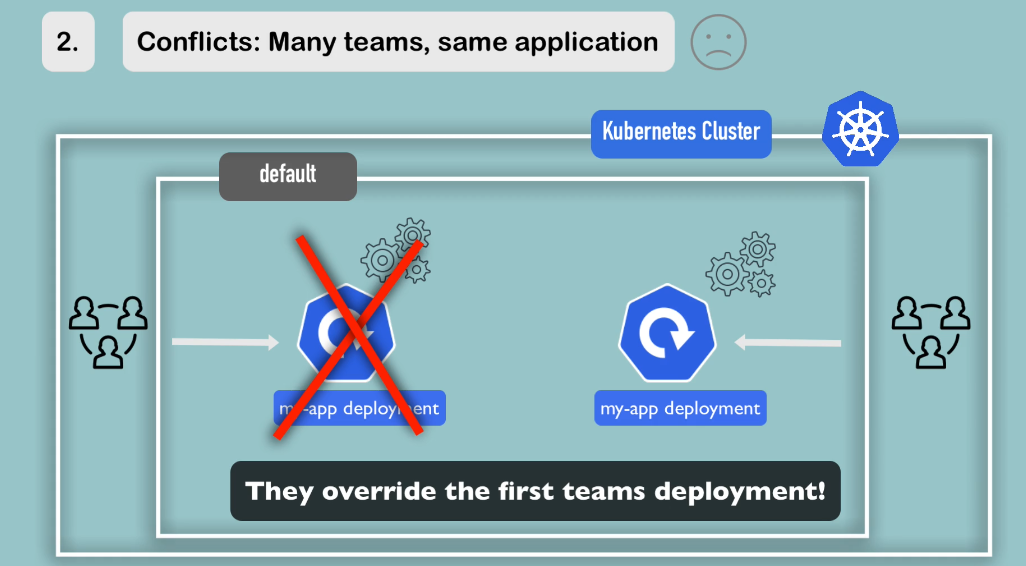 2.
Conflicts: Many teams, same application
Kubernetes Cluster
default
my-app deployment
my-app deployment
They override the first teams deployment!